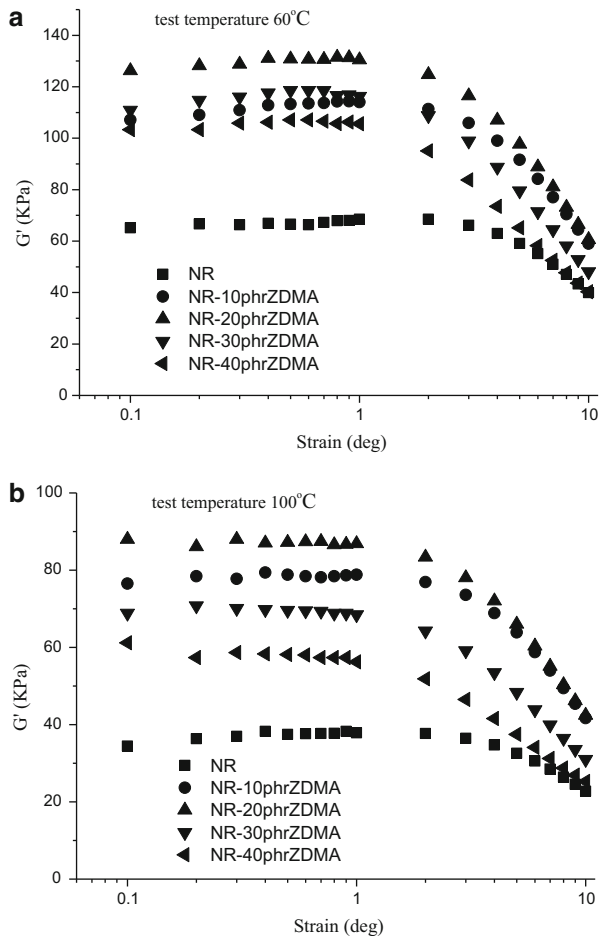 a
test temperature 60°C
140
120
100
80
60
40
20
0
G' (KPa)
NR
NR-10phrZDMA
NR-20phrZDMA
NR-30phrZDMA
NR-40phrZDMA
0.1
1
10
Strain (deg)
b
test temperature 100°C
100
80
60
40
20
0
G' (KPa)
NR
NR-10phrZDMA
NR-20phrZDMA
NR-30phrZDMA
NR-40phrZDMA
0.1
1
10
Strain (deg)